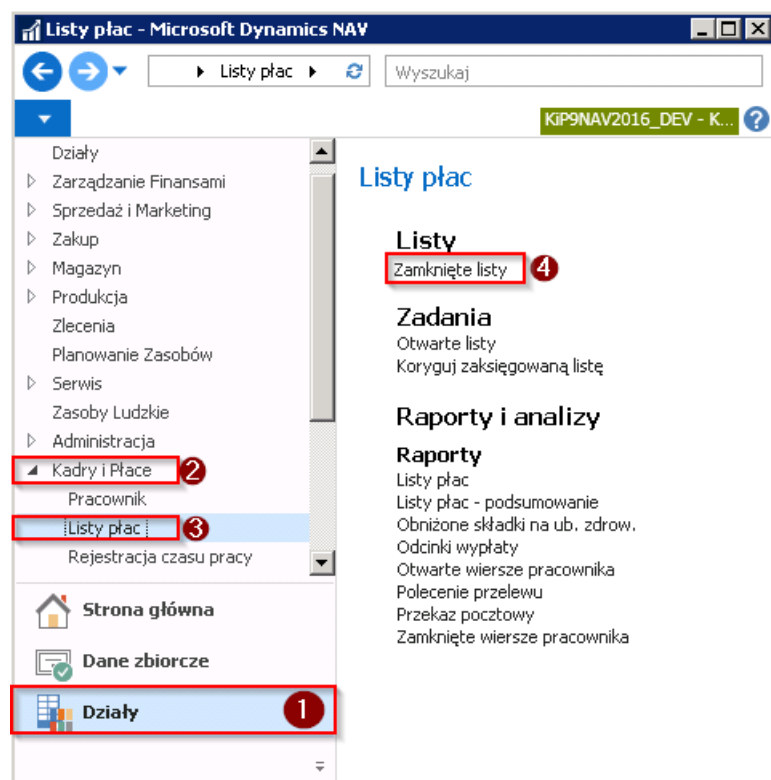 Listy płac - Microsoft Dynamics NAV
Listy płac
Wyszukaj
KiP9NAV2016_DEV - K...
?
Działy
Zarządzanie Finansami
Sprzedaż i Marketing
Zakup
Magazyn
Produkcja
Zlecenia
Planowanie Zasobów
Serwis
Zasoby Ludzkie
Administracja
Kadry i Płace 2
Pracownik
Listy płac 3
Rejestracja czasu pracy
Strona główna
Dane zbiorcze
Działy 1
Listy płac
Listy
Zamknięte listy 4
Zadania
Otwarte listy
Koryguj zaksięgowaną listę
Raporty i analizy
Raporty
Listy płac
Listy płac - podsumowanie
Obniżone składki na ub. zdrow.
Odcinki wypłaty
Otwarte wiersze pracownika
Polecenie przelewu
Przekaz pocztowy
Zamknięte wiersze pracownika